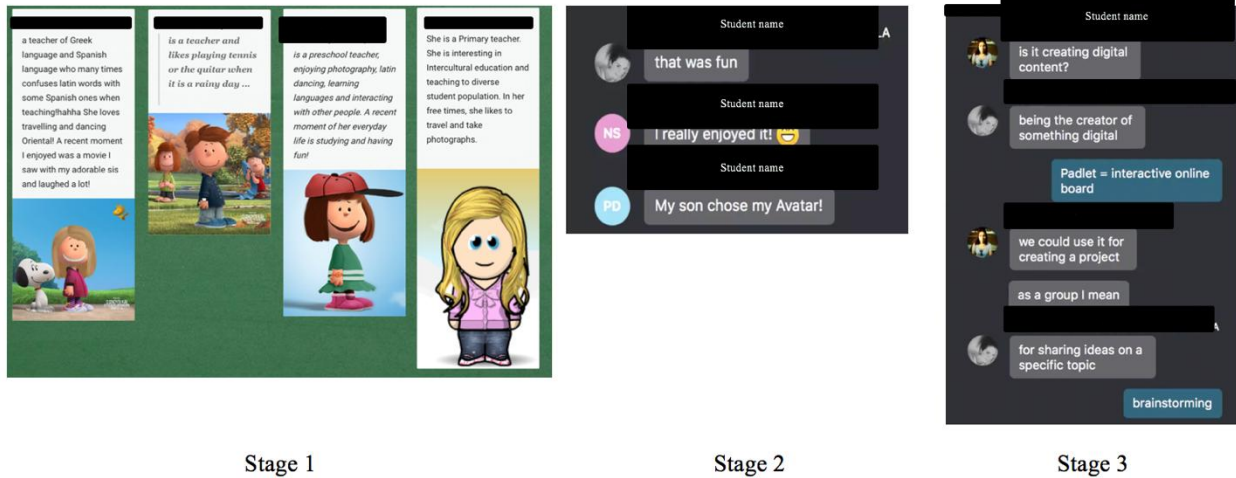 a teacher of Greek
language and Spanish
language who many times
confuses latin words with
some Spanish ones when
teaching!hahha She loves
travelling and dancing
Oriental! A recent moment
I enjoyed was a movie I
saw with my adorable sis
and laughed a lot!
is a teacher and
likes playing tennis
or the quitar when
it is a rainy day ...
is a preschool teacher,
enjoying photography, latin
dancing, learning
languages and interacting
with other people. A recent
moment of her everyday
life is studying and having
fun!
She is a Primary teacher.
She is interesting in
Intercultural education and
teaching to diverse
student population. In her
free times, she likes to
travel and take
photographs.
Stage 1
Student name
LA
that was fun
Student name
NS
I really enjoyed it! 😁
Student name
PD
My son chose my Avatar!
Stage 2
Student name
is it creating digital
content?
being the creator of
something digital
Padlet = interactive online
board
we could use it for
creating a project
as a group I mean
A
for sharing ideas on a
specific topic
brainstorming
Stage 3